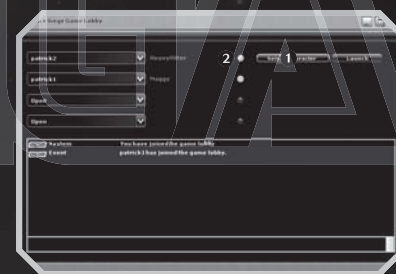 Surge Game Lobby
patrick2
2
1
Launch
patrick1
Open
Open
System You have joined the game lobby
Event patrick1 has joined the game lobby.